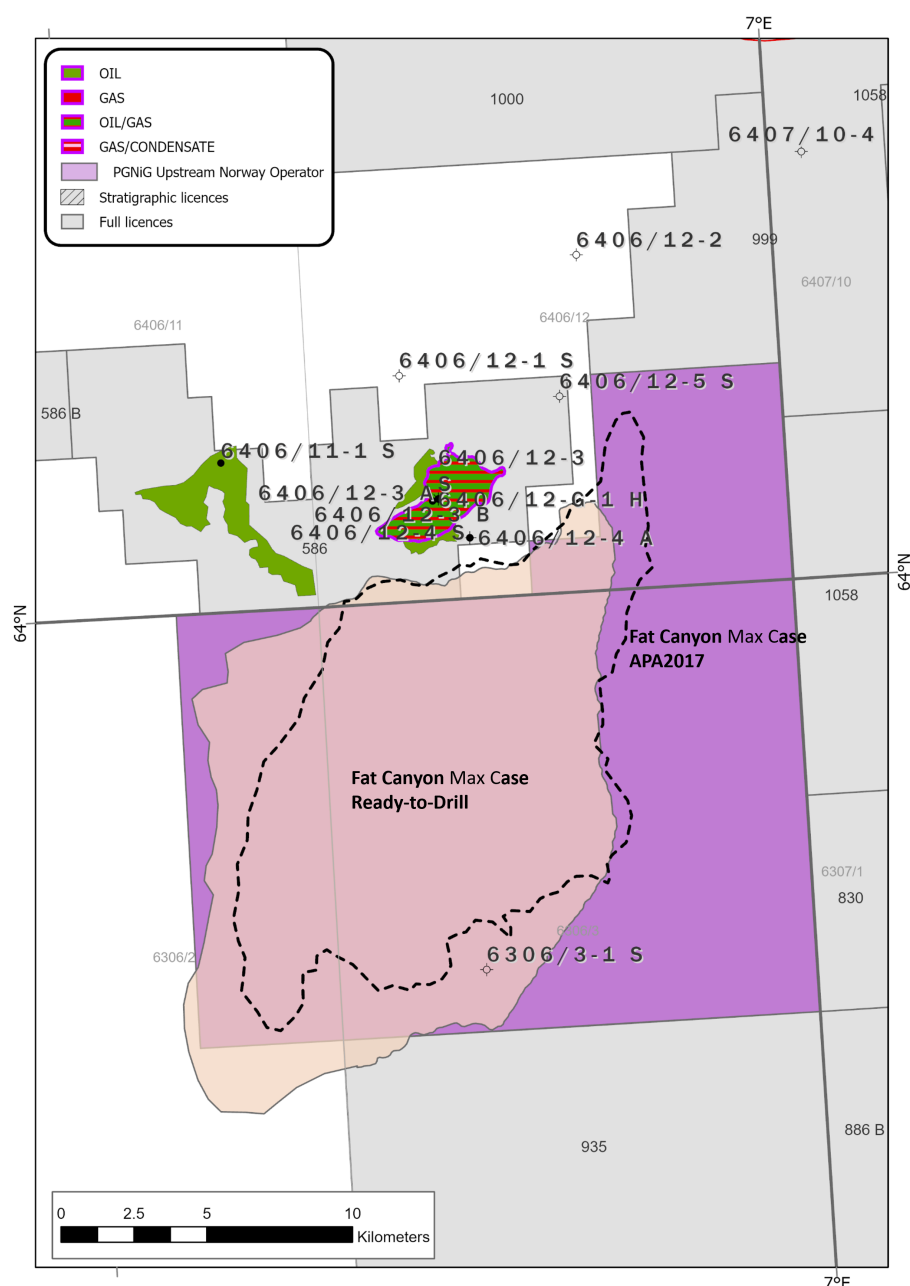 7°E
OIL
GAS
OIL/GAS
GAS/CONDENSATE
PGNiG Upstream Norway Operator
Stratigraphic licences
Full licences
1000
1058
6407/10-4
6406/12-2
999
6407/10
6406/11
6406/12
6406/12-1 S
6406/12-5 S
586 B
6406/11-1 S
6406/12-3
6406/12-3 A
S
6406/12-6-1 H
6406/12-3 B
6406/12-4 S
6406/12-4 A
586
64°N
64°N
1058
Fat Canyon Max Case
APA2017
Fat Canyon Max Case
Ready-to-Drill
6307/1
830
6306/2
6306/3-1 S
886 B
935
0
2.5
5
10
Kilometers
7°E